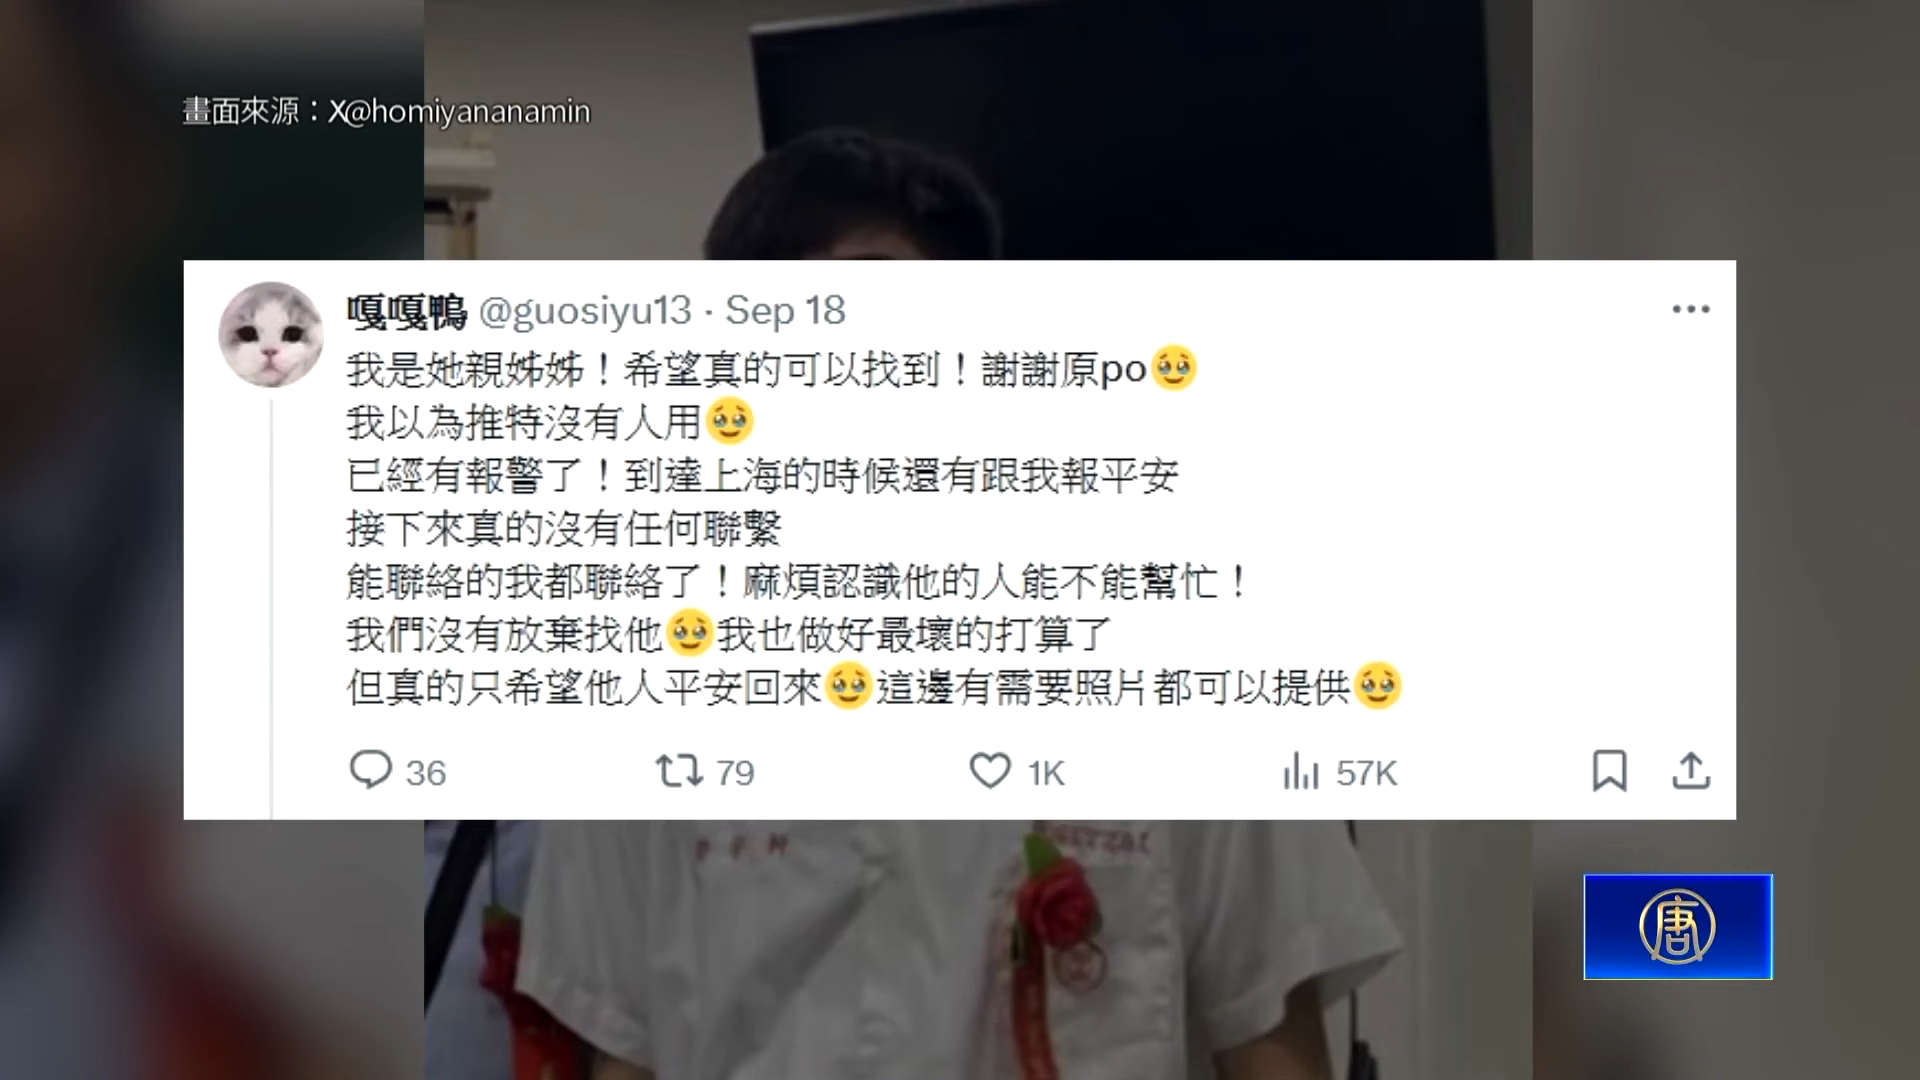 畫面來源：X@homiyananamin
嘎嘎鴨 @guosiyu13 · Sep 18
我是她親姊姊！希望真的可以找到！謝謝原po🥹
我以為推特沒有人用🥹
已經有報警了！到達上海的時候還有跟我報平安
接下來真的沒有任何聯繫
能聯絡的我都聯絡了！麻煩認識他的人能不能幫忙！
我們沒有放棄找他🥹我也做好最壞的打算了
但真的只希望他人平安回來🥹這邊有需要照片都可以提供🥹
36 79 1K 57K
唐